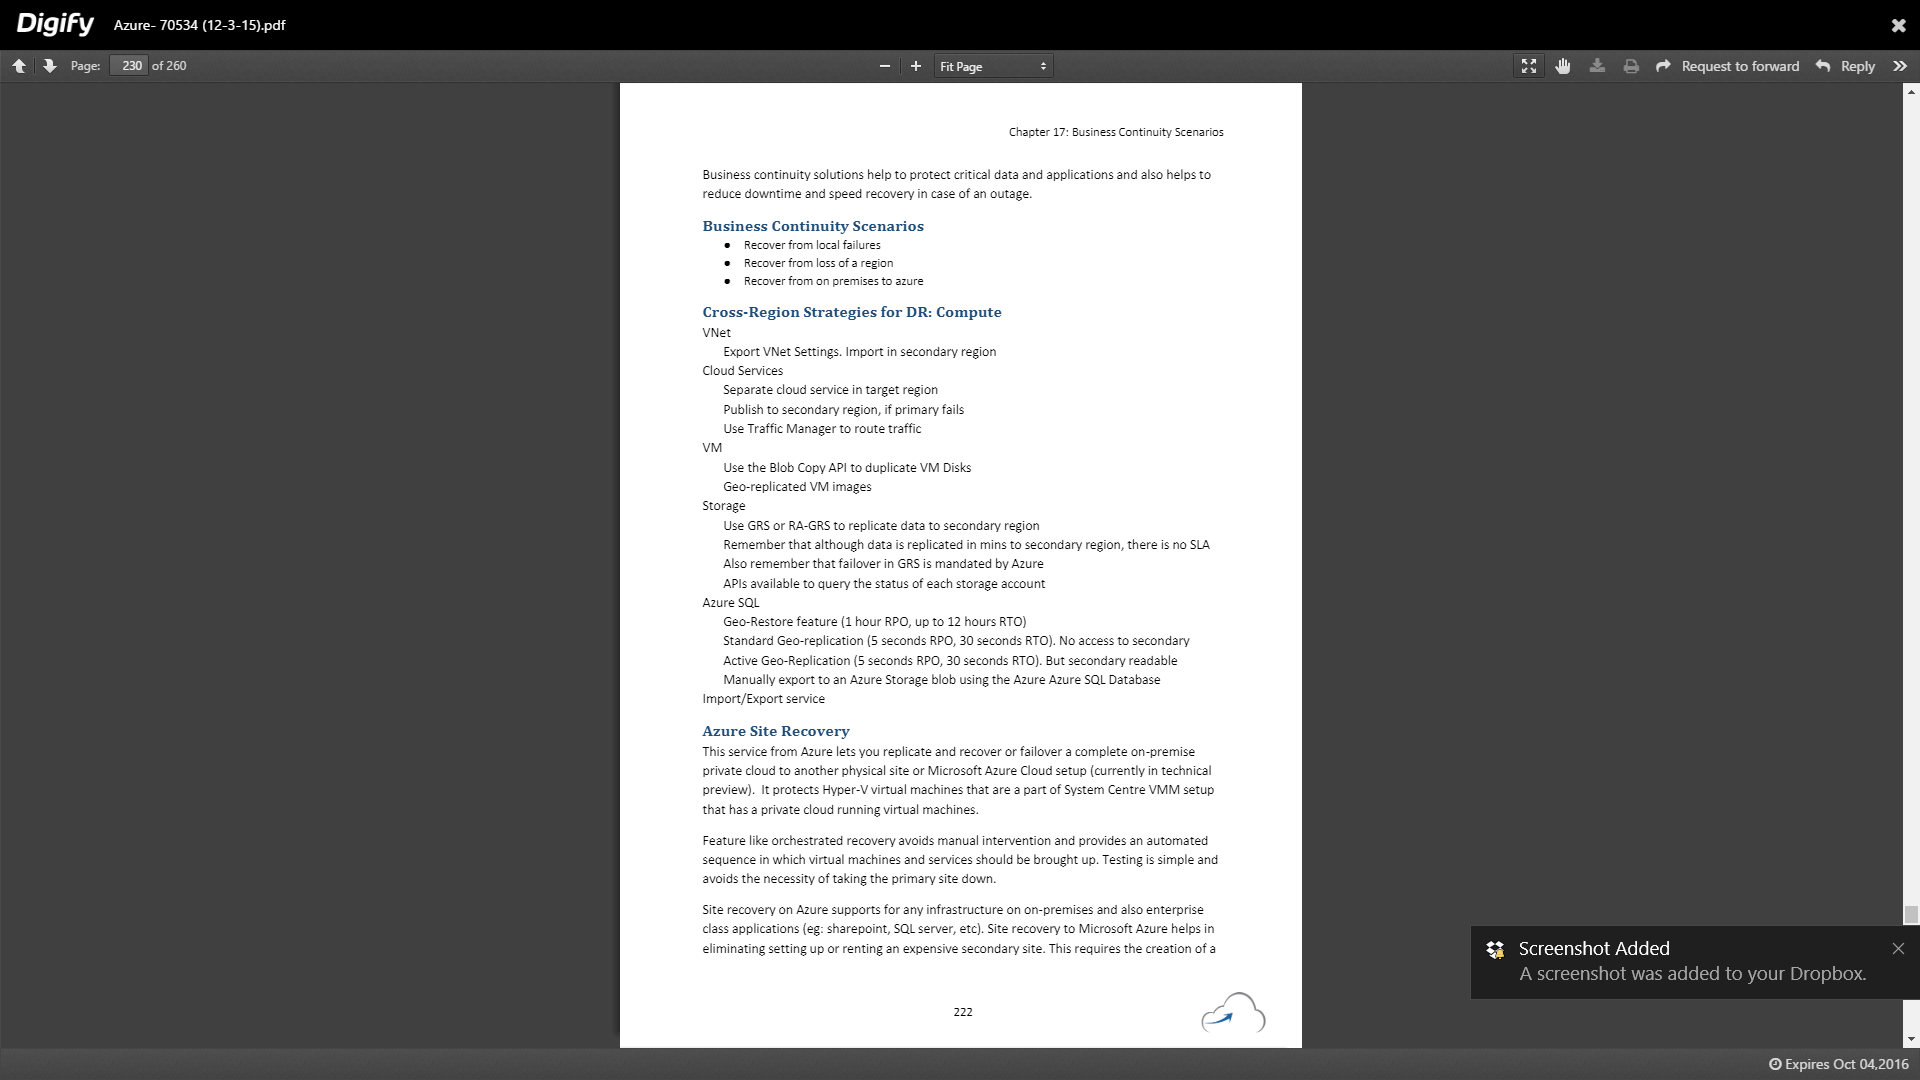 Digify Azure- 70534 (12-3-15).pdf
Page: 230 of 260 Fit Page Request to forward Reply
Chapter 17: Business Continuity Scenarios
Business continuity solutions help to protect critical data and applications and also helps to
reduce downtime and speed recovery in case of an outage.
Business Continuity Scenarios
● Recover from local failures
● Recover from loss of a region
● Recover from on premises to azure
Cross-Region Strategies for DR: Compute
VNet
Export VNet Settings. Import in secondary region
Cloud Services
Separate cloud service in target region
Publish to secondary region, if primary fails
Use Traffic Manager to route traffic
VM
Use the Blob Copy API to duplicate VM Disks
Geo-replicated VM images
Storage
Use GRS or RA-GRS to replicate data to secondary region
Remember that although data is replicated in mins to secondary region, there is no SLA
Also remember that failover in GRS is mandated by Azure
APIs available to query the status of each storage account
Azure SQL
Geo-Restore feature (1 hour RPO, up to 12 hours RTO)
Standard Geo-replication (5 seconds RPO, 30 seconds RTO). No access to secondary
Active Geo-Replication (5 seconds RPO, 30 seconds RTO). But secondary readable
Manually export to an Azure Storage blob using the Azure Azure SQL Database
Import/Export service
Azure Site Recovery
This service from Azure lets you replicate and recover or failover a complete on-premise
private cloud to another physical site or Microsoft Azure Cloud setup (currently in technical
preview).  It protects Hyper-V virtual machines that are a part of System Centre VMM setup
that has a private cloud running virtual machines.
Feature like orchestrated recovery avoids manual intervention and provides an automated
sequence in which virtual machines and services should be brought up. Testing is simple and
avoids the necessity of taking the primary site down.
Site recovery on Azure supports for any infrastructure on on-premises and also enterprise
class applications (eg: sharepoint, SQL server, etc). Site recovery to Microsoft Azure helps in
eliminating setting up or renting an expensive secondary site. This requires the creation of a
222
Screenshot Added
A screenshot was added to your Dropbox.
Expires Oct 04,2016